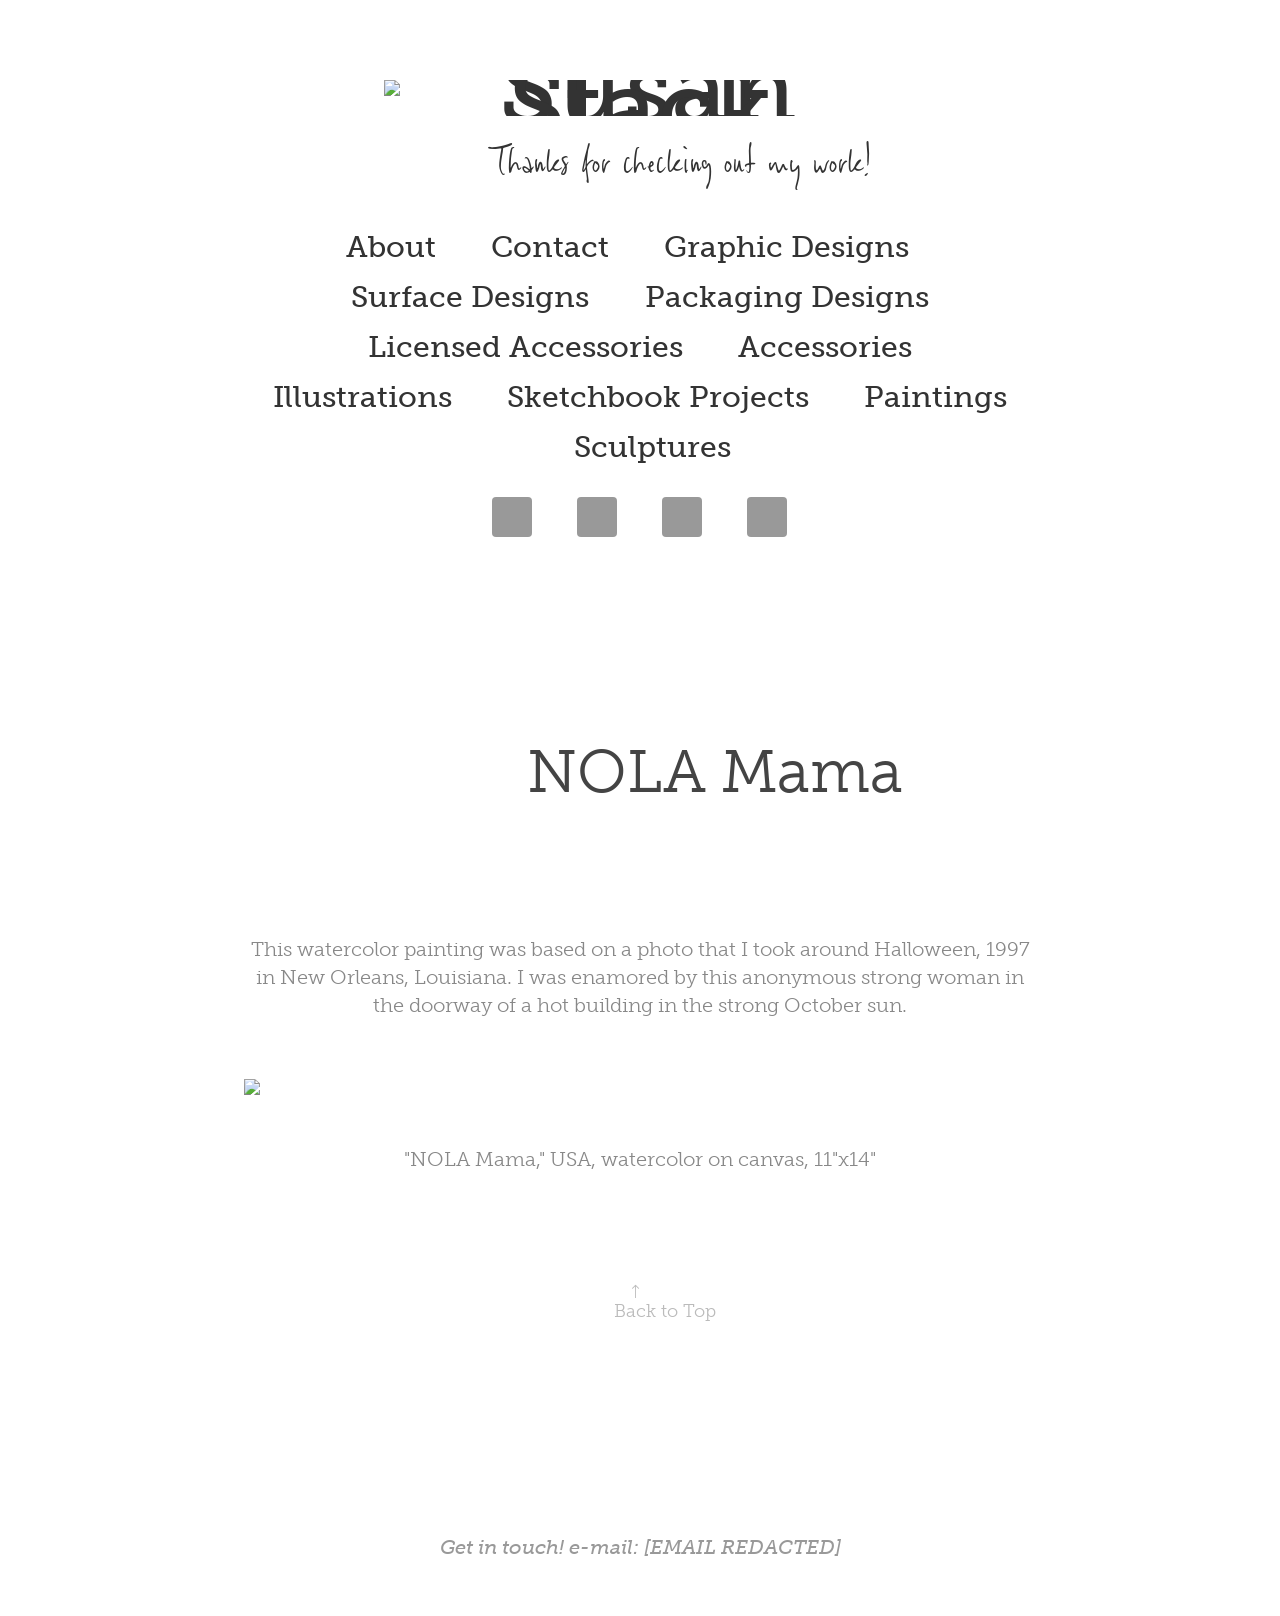 Thanks for checking out my work!
About Contact Graphic Designs
Surface Designs Packaging Designs
Licensed Accessories Accessories
Illustrations Sketchbook Projects Paintings
Sculptures
NOLA Mama
This watercolor painting was based on a photo that I took around Halloween, 1997
in New Orleans, Louisiana. I was enamored by this anonymous strong woman in
the doorway of a hot building in the strong October sun.
"NOLA Mama," USA, watercolor on canvas, 11"x14"
↑
Back to Top
Get in touch! e-mail: [EMAIL REDACTED]